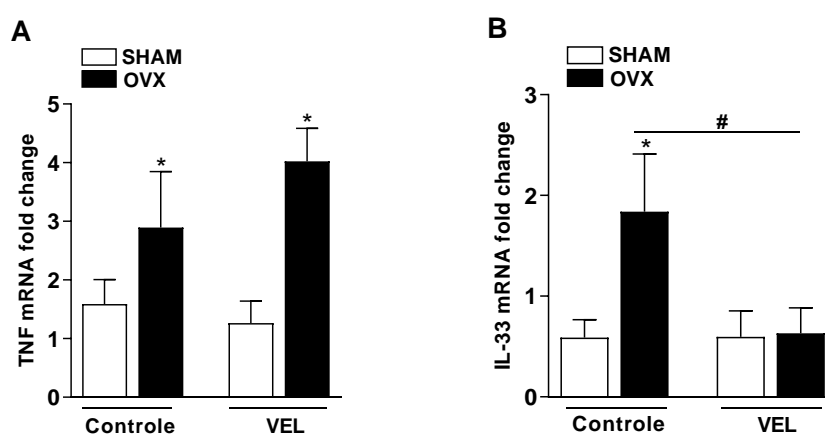 A
SHAM
OVX
TNF mRNA fold change
5
4
3
2
1
0
*
*
Controle
VEL
B
SHAM
OVX
IL-33 mRNA fold change
3
2
1
0
*
#
Controle
VEL